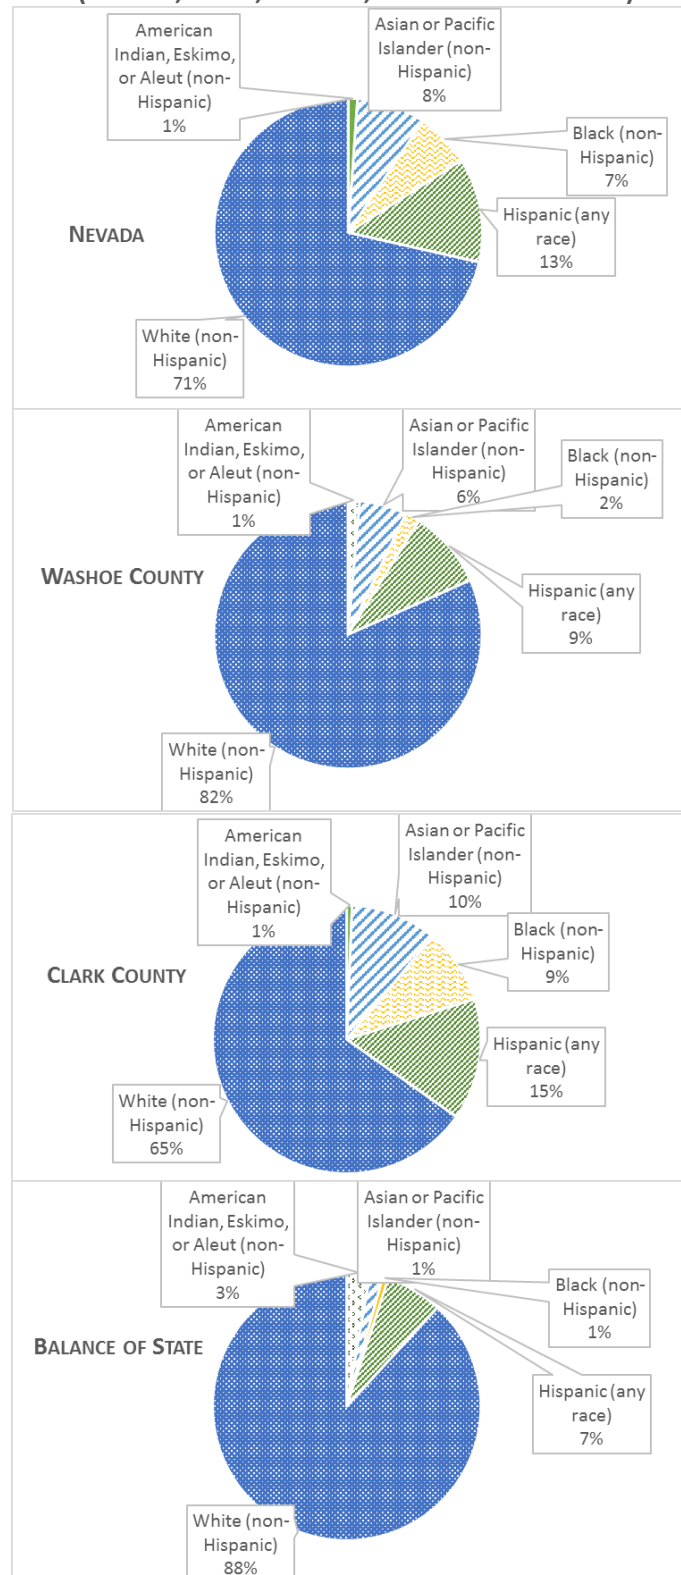 American
Indian, Eskimo,
or Aleut (non-
Hispanic)
1%
Asian or Pacific
Islander (non-
Hispanic)
8%
Black (non-
Hispanic)
7%
Hispanic (any
race)
13%
NEVADA
White (non-
Hispanic)
71%
American
Indian, Eskimo,
or Aleut (non-
Hispanic)
1%
Asian or Pacific
Islander (non-
Hispanic)
6%
Black (non-
Hispanic)
2%
WASHOE COUNTY
Hispanic (any
race)
9%
White (non-
Hispanic)
82%
American
Indian, Eskimo,
or Aleut (non-
Hispanic)
1%
Asian or Pacific
Islander (non-
Hispanic)
10%
Black (non-
Hispanic)
9%
CLARK COUNTY
Hispanic (any
race)
15%
White (non-
Hispanic)
65%
American
Indian, Eskimo,
or Aleut (non-
Hispanic)
3%
Asian or Pacific
Islander (non-
Hispanic)
1%
Black (non-
Hispanic)
1%
BALANCE OF STATE
Hispanic (any
race)
7%
White (non-
Hispanic)
88%